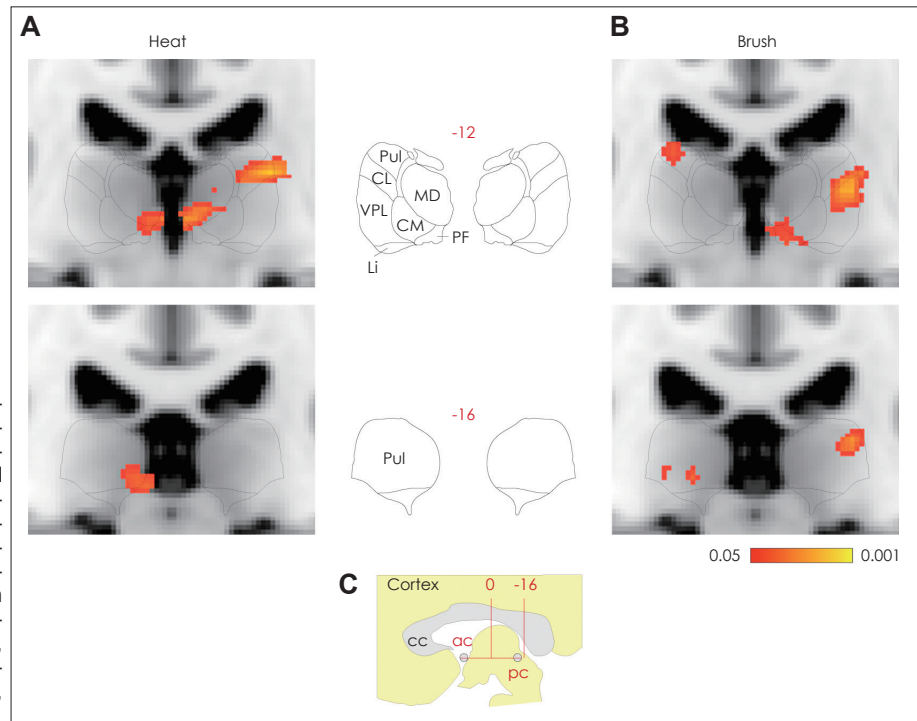 A
Heat
B
Brush
-12
Pul
CL
MD
VPL
CM
PF
Li
-16
Pul
0.05
0.001
C
Cortex
0
-16
cc
ac
pc